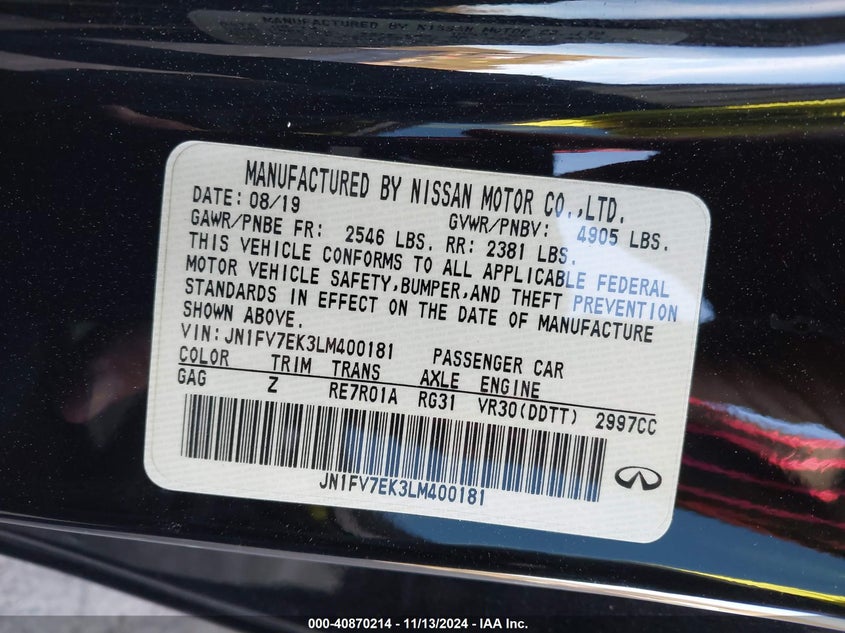 MANUFACTURED BY NISSAN MOTOR CO.,LTD.
DATE: 08/19 GVWR/PNBV: 4905 LBS.
GAWR/PNBE FR: 2546 LBS. RR: 2381 LBS.
THIS VEHICLE CONFORMS TO ALL APPLICABLE FEDERAL
MOTOR VEHICLE SAFETY,BUMPER,AND THEFT PREVENTION
STANDARDS IN EFFECT ON THE DATE OF MANUFACTURE
SHOWN ABOVE.
VIN:JN1FV7EK3LM400181 PASSENGER CAR
COLOR TRIM TRANS AXLE ENGINE
GAG Z RE7R01A RG31 VR30(DDTT) 2997CC
JN1FV7EK3LM400181
000-40870214 - 11/13/2024 - IAA Inc.